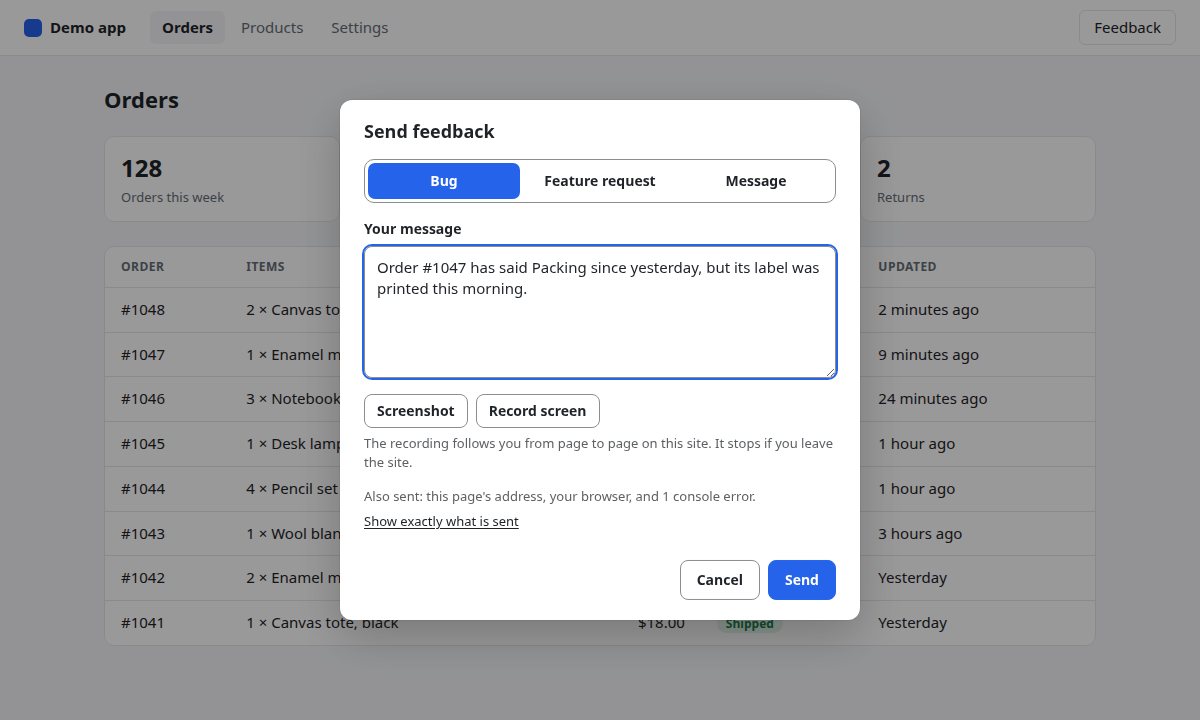 Demo app
Orders
Products
Settings
Feedback
Orders
128
Orders this week
2
Returns
Send feedback
Bug
Feature request
Message
Your message
Order #1047 has said Packing since yesterday, but its label was
printed this morning.
Screenshot
Record screen
The recording follows you from page to page on this site. It stops if you leave
the site.
Also sent: this page's address, your browser, and 1 console error.
Show exactly what is sent
Cancel
Send
ORDER ITEMS UPDATED
#1048 2 × Canvas 2 minutes ago
#1047 1 × Enamel 9 minutes ago
#1046 3 × Notebook 24 minutes ago
#1045 1 × Desk lamp 1 hour ago
#1044 4 × Pencil set 1 hour ago
#1043 1 × Wool 3 hours ago
#1042 2 × Enamel Yesterday
#1041 1 × Canvas tote, black $18.00 Shipped Yesterday